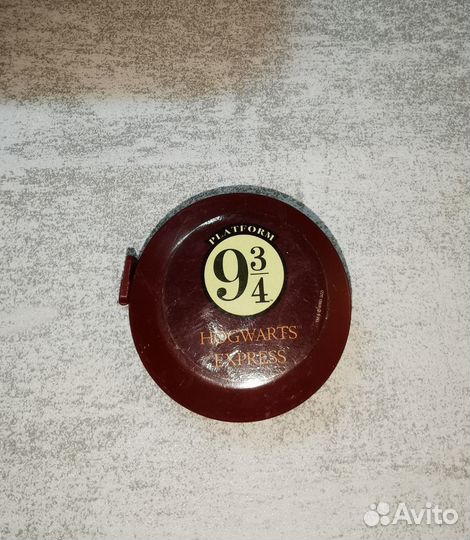 PLATFORM
9¾
HOGWARTS
EXPRESS
Avito